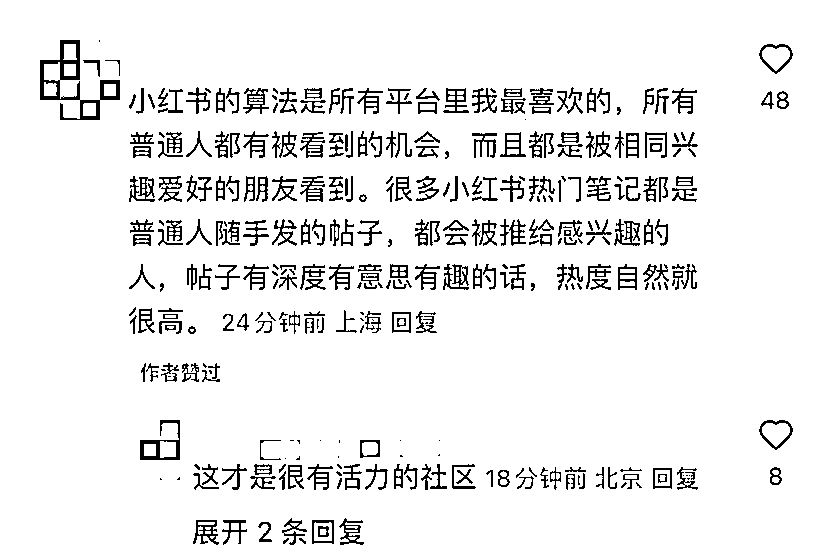 小红书的算法是所有平台里我最喜欢的，所有
48
普通人都有被看到的机会，而且都是被相同兴
趣爱好的朋友看到。很多小红书热门笔记都是
普通人随手发的帖子，都会被推给感兴趣的
人，帖子有深度有意思有趣的话，热度自然就
很高。 24分钟前 上海 回复
作者赞过
这才是很有活力的社区 18分钟前 北京 回复
8
展开 2 条回复